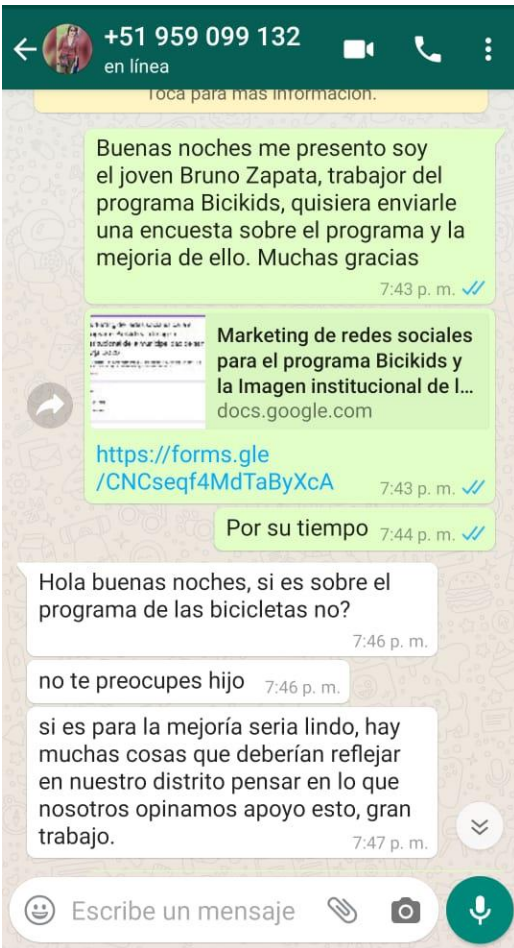 +51 959 099 132
en línea
Toca para más información.
Buenas noches me presento soy
el joven Bruno Zapata, trabajor del
programa Bicikids, quisiera enviarle
una encuesta sobre el programa y la
mejoria de ello. Muchas gracias
7:43 p. m.
Marketing de redes sociales
para el programa Bicikids y
la Imagen institucional de l...
docs.google.com
https://forms.gle
/CNCseqf4MdTaByXcA
7:43 p. m.
Por su tiempo 7:44 p. m.
Hola buenas noches, si es sobre el
programa de las bicicletas no?
7:46 p. m.
no te preocupes hijo 7:46 p. m.
si es para la mejoría seria lindo, hay
muchas cosas que deberían reflejar
en nuestro distrito pensar en lo que
nosotros opinamos apoyo esto, gran
trabajo.
7:47 p. m.
Escribe un mensaje